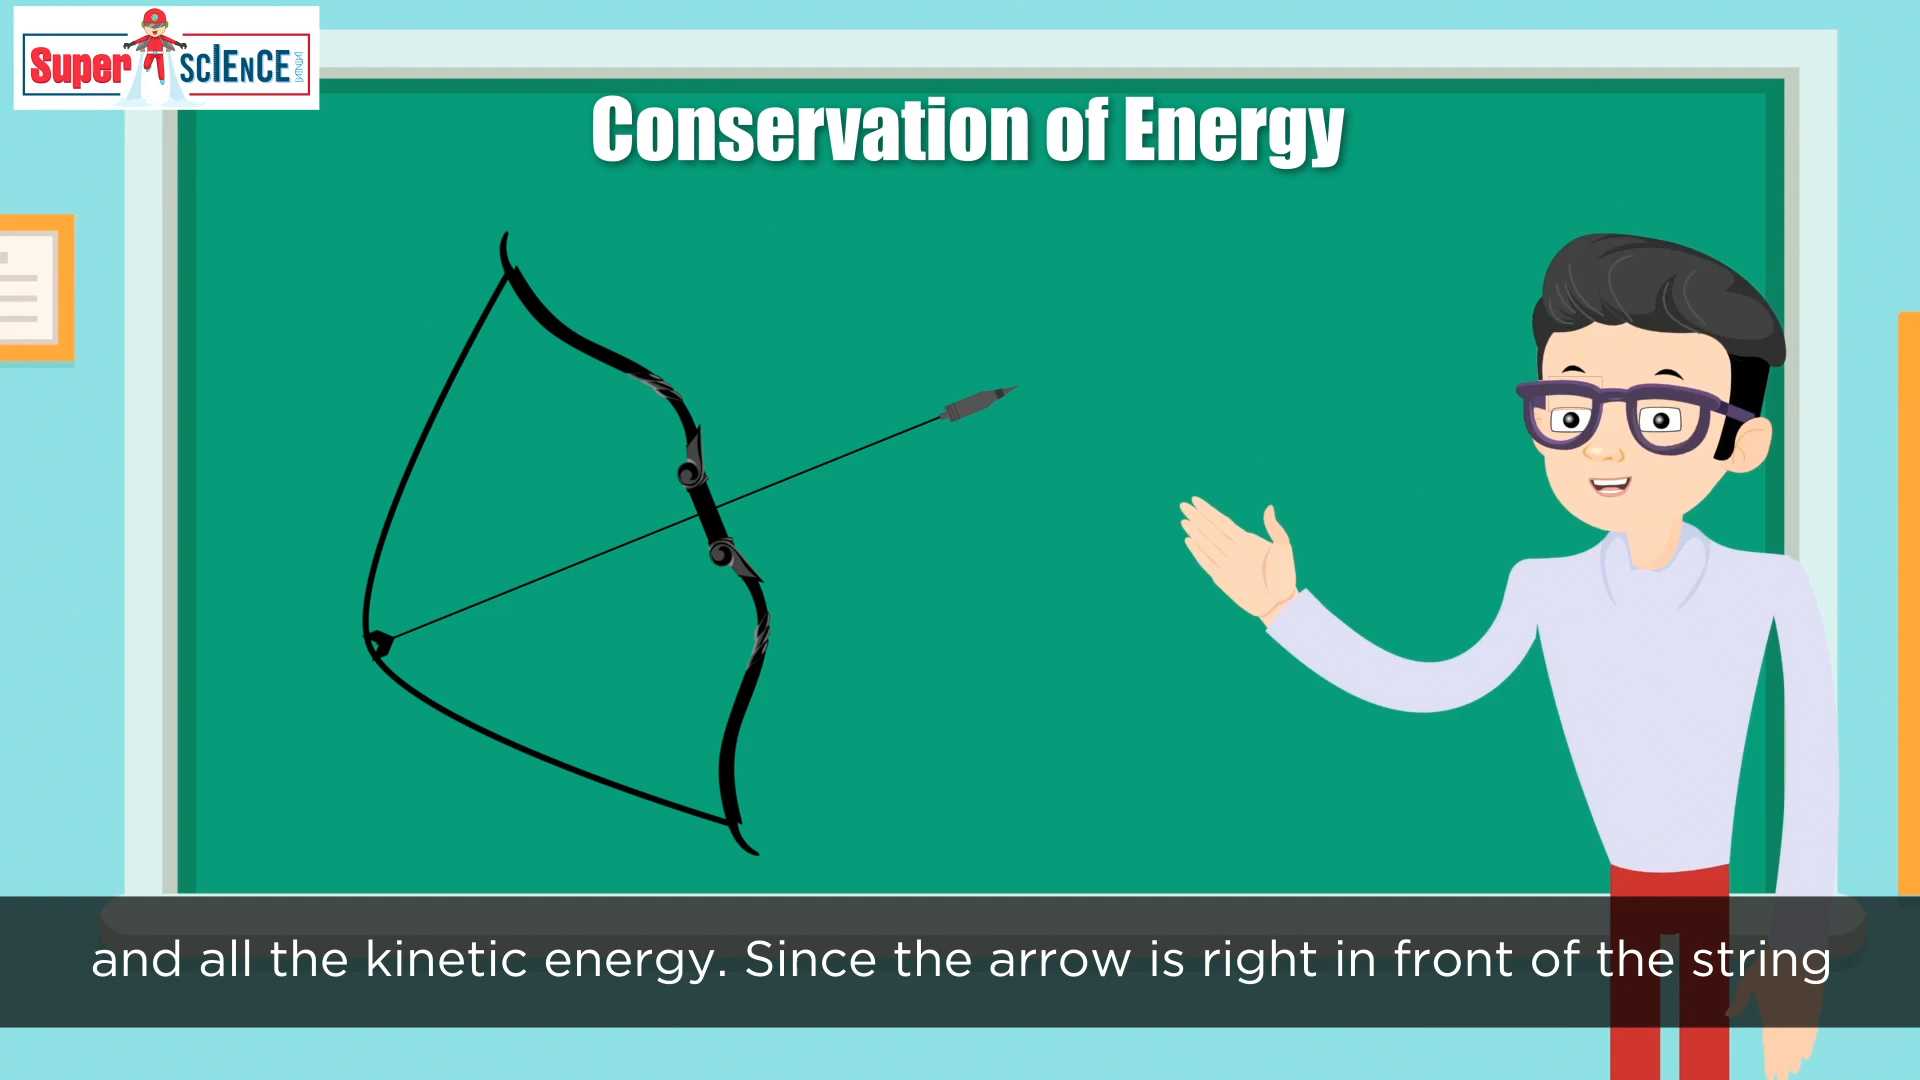 Super SCIENCE
Conservation of Energy
and all the kinetic energy. Since the arrow is right in front of the string